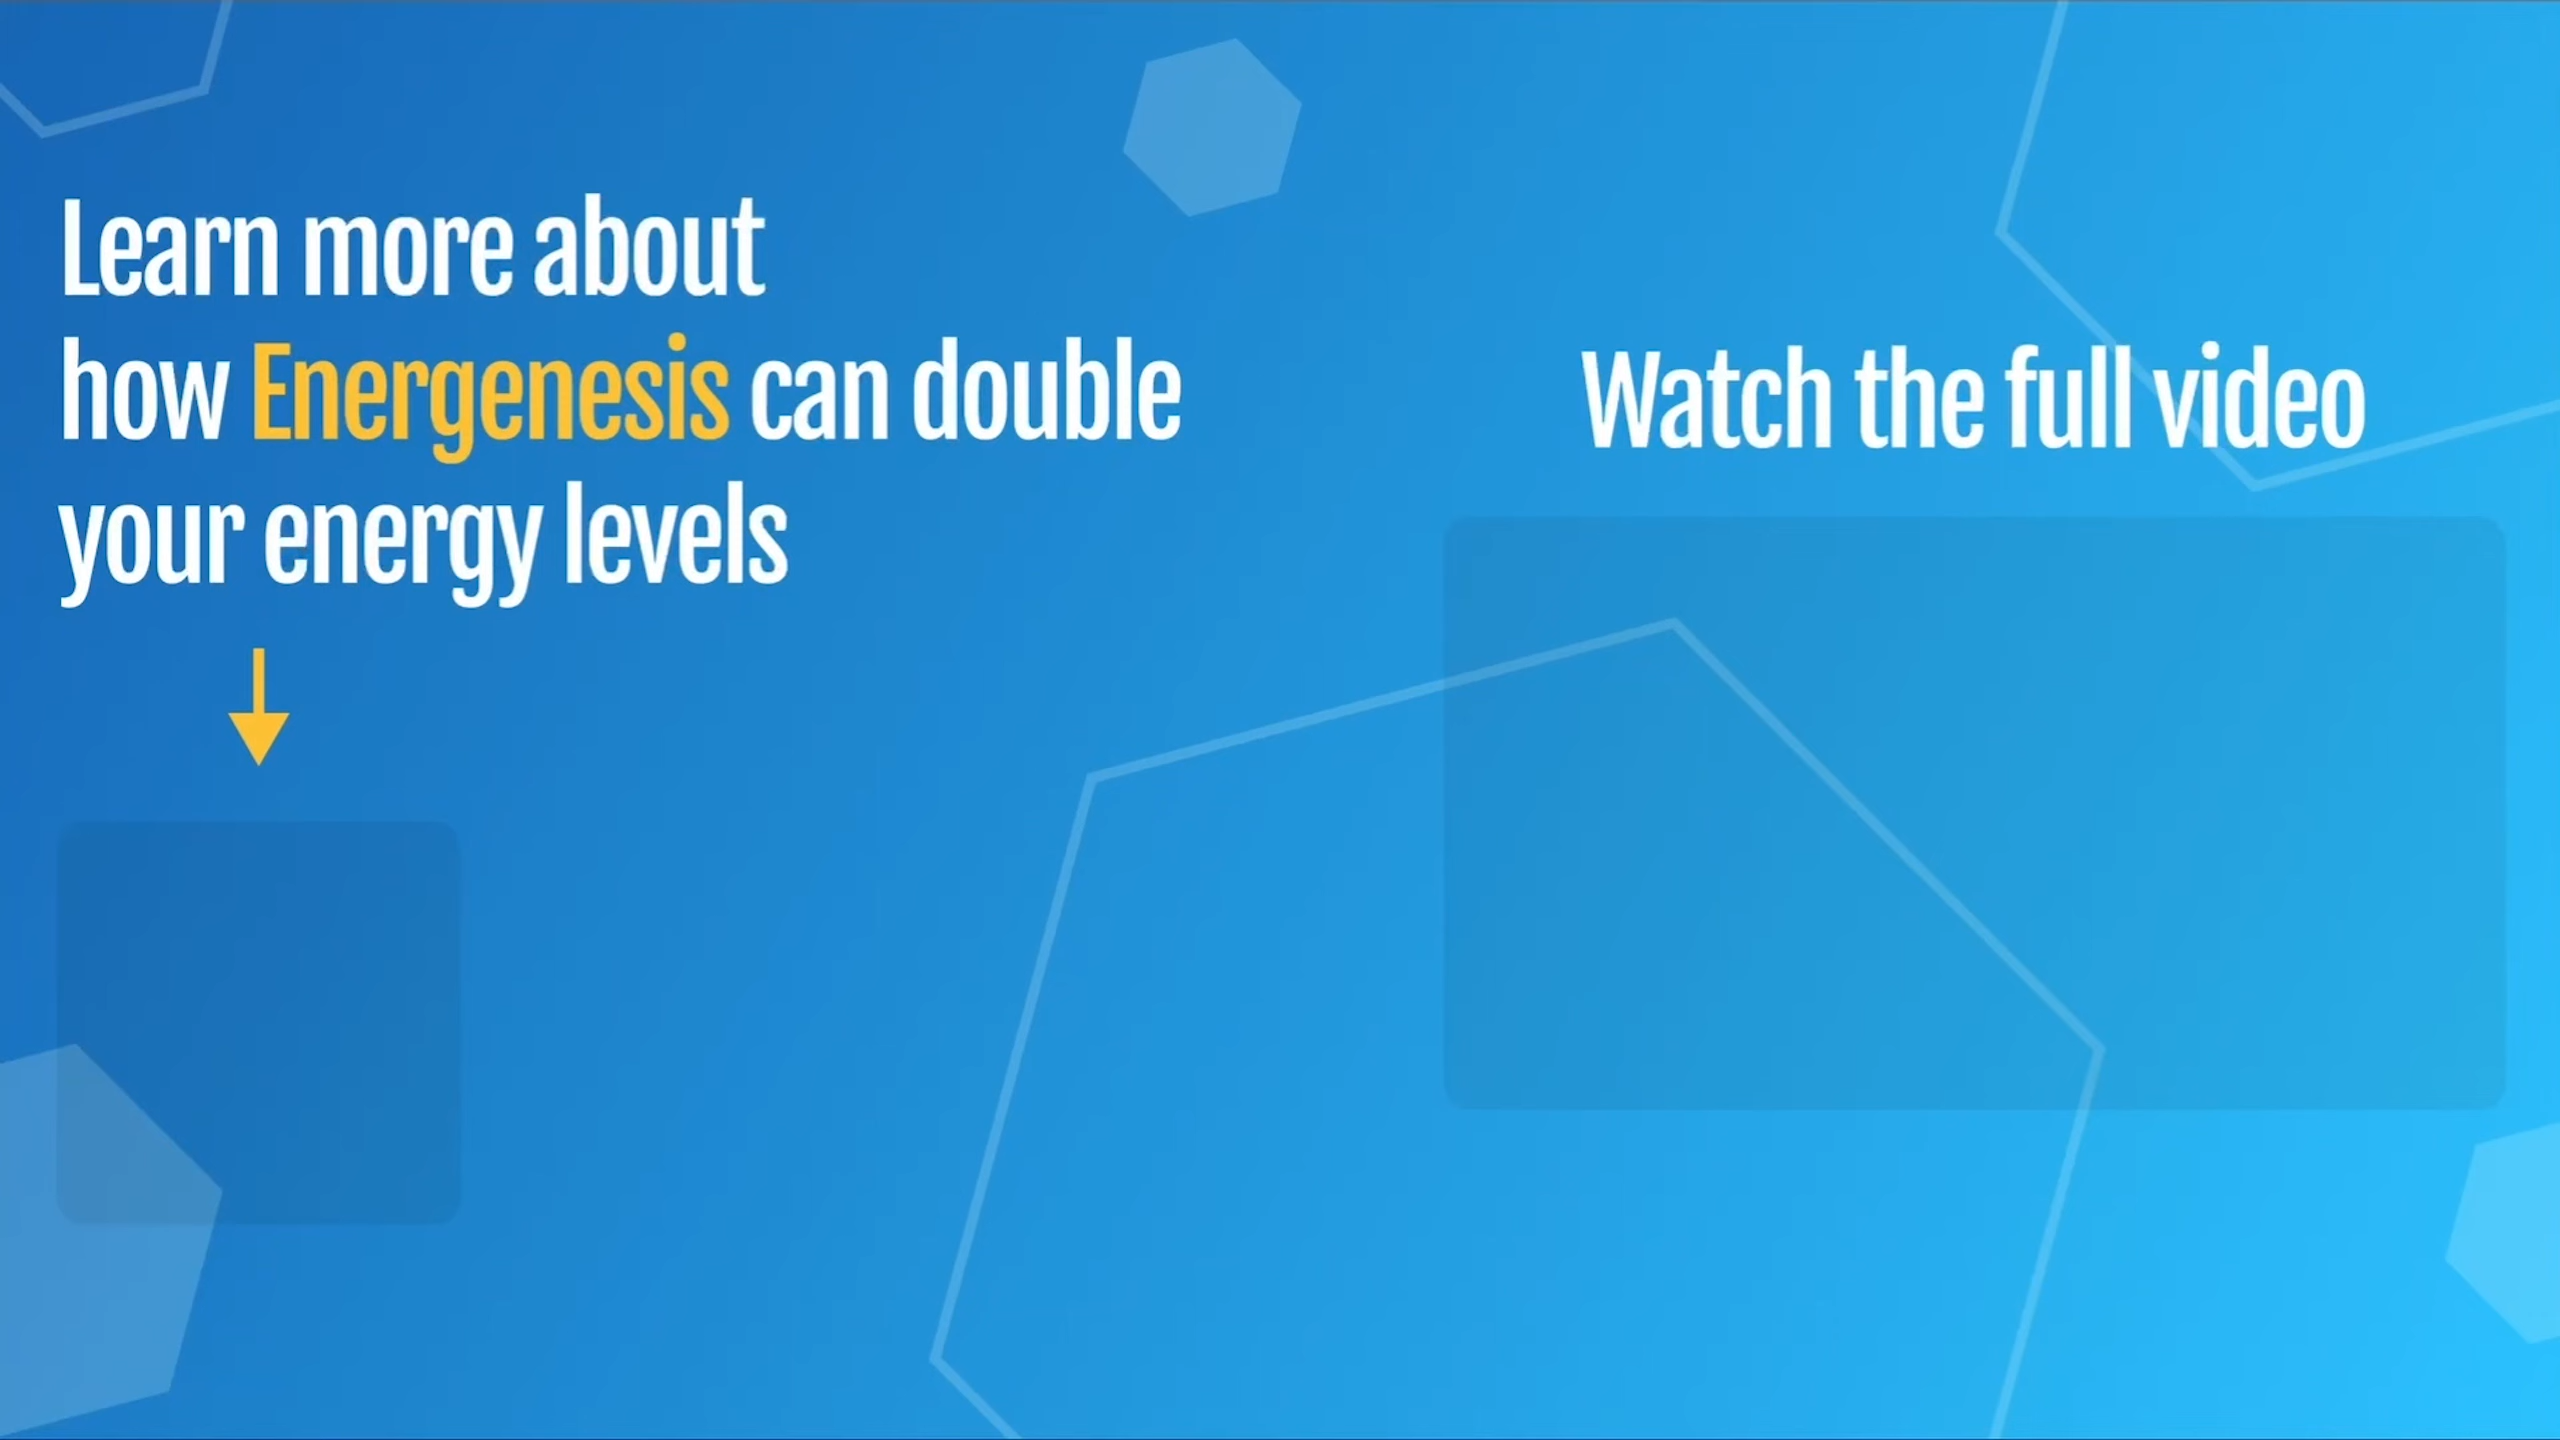 Learn more about
how Energenesis can double
your energy levels
Watch the full video